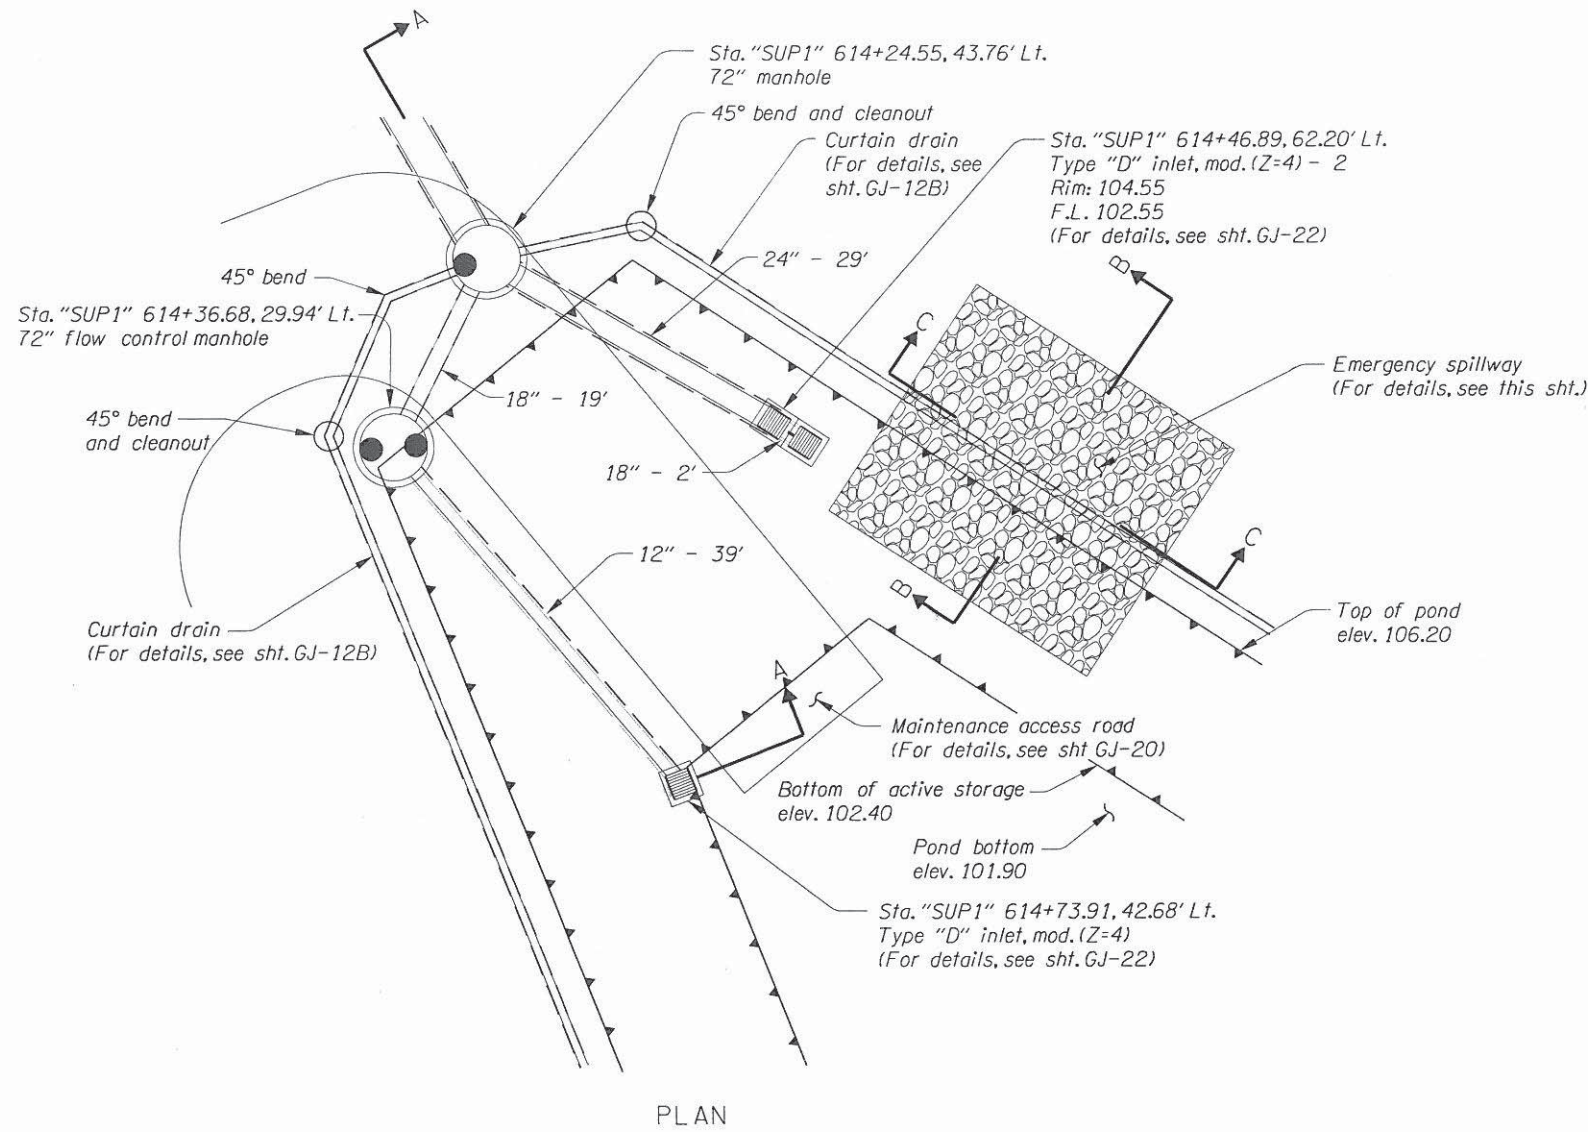 A
Sta. "SUP1" 614+24.55, 43.76' Lt.
72" manhole
45° bend and cleanout
Curtain drain
(For details, see
sht. GJ-12B)
Sta. "SUP1" 614+46.89, 62.20' Lt.
Type "D" inlet, mod. (Z=4) - 2
Rim: 104.55
F.L. 102.55
(For details, see sht. GJ-22)
24" - 29'
B
45° bend
Sta. "SUP1" 614+36.68, 29.94' Lt.
72" flow control manhole
C
Emergency spillway
(For details, see this sht.)
18" - 19'
45° bend
and cleanout
18" - 2'
12" - 39'
C
B
Top of pond
elev. 106.20
Curtain drain
(For details, see sht. GJ-12B)
A
Maintenance access road
(For details, see sht GJ-20)
Bottom of active storage
elev. 102.40
Pond bottom
elev. 101.90
Sta. "SUP1" 614+73.91, 42.68' Lt.
Type "D" inlet, mod. (Z=4)
(For details, see sht. GJ-22)
PLAN